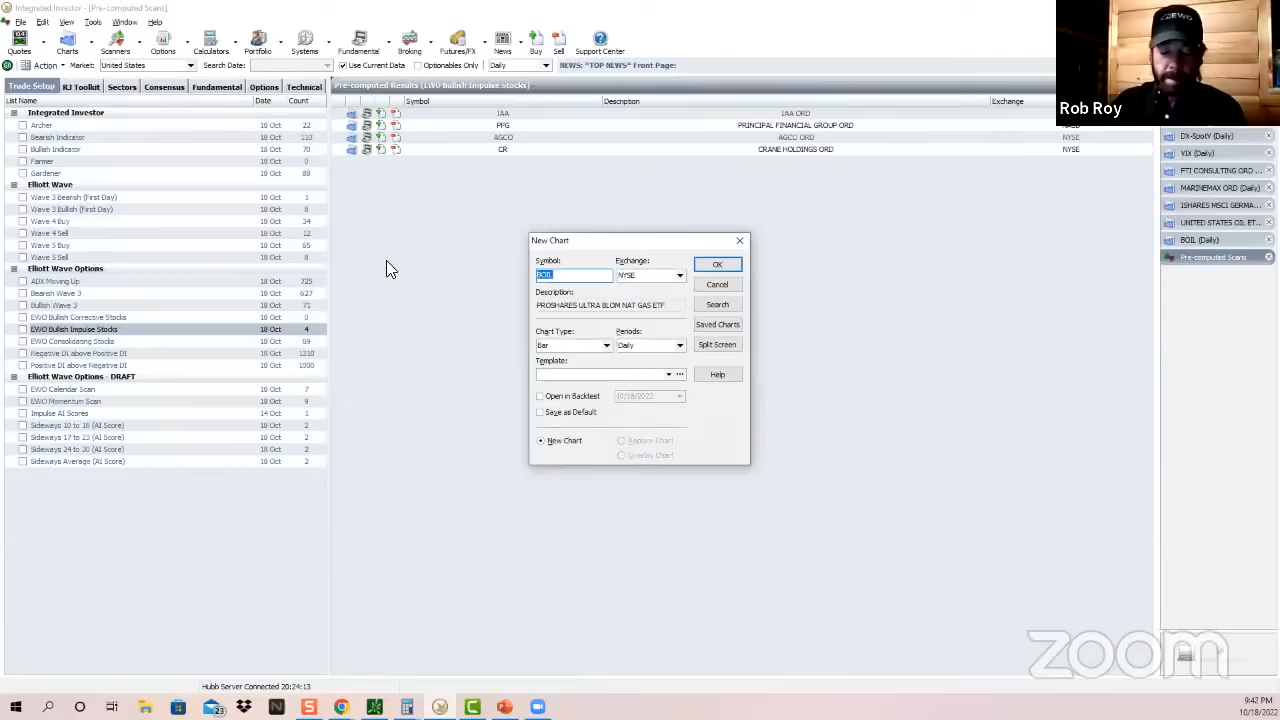 Integrated Investor - [Pre-computed Scans]
File Edit View Tools Window Help
Quotes Charts Scanners Options Calculators Portfolio Systems Fundamental Broking Futures/FX News Buy Sell Support Center
Action Market: United States Search Date: Use Current Data Optionables Only Daily NEWS: "TOP NEWS" Front Page:
Trade Setup RJ Toolkit Sectors Consensus Fundamental Options Technical
Pre-computed Results (EWO Bullish Impulse Stocks)
List Name Date Count
Symbol Description Exchange
Integrated Investor
Archer 18 Oct 22
Bearish Indicator 18 Oct 110
Bullish Indicator 18 Oct 70
Farmer 18 Oct 0
Gardener 18 Oct 88
Elliott Wave
Wave 3 Bearish (First Day) 18 Oct 1
Wave 3 Bullish (First Day) 18 Oct 8
Wave 4 Buy 18 Oct 34
Wave 4 Sell 18 Oct 12
Wave 5 Buy 18 Oct 65
Wave 5 Sell 18 Oct 8
Elliott Wave Options
ADX Moving Up 18 Oct 725
Bearish Wave 3 18 Oct 627
Bullish Wave 3 18 Oct 71
EWO Bullish Corrective Stocks 18 Oct 0
EWO Bullish Impulse Stocks 18 Oct 4
EWO Consolidating Stocks 18 Oct 69
Negative DI above Positive DI 18 Oct 1310
Positive DI above Negative DI 18 Oct 1000
Elliott Wave Options - DRAFT
EWO Calendar Scan 18 Oct 7
EWO Momentum Scan 18 Oct 9
Impulse AI Scores 14 Oct 1
Sideways 10 to 16 (AI Score) 18 Oct 2
Sideways 17 to 23 (AI Score) 18 Oct 2
Sideways 24 to 30 (AI Score) 18 Oct 2
Sideways Average (AI Score) 18 Oct 2
IAA IAA ORD
PFG PRINCIPAL FINANCIAL GROUP ORD
AGCO AGCO ORD NYSE
CR CRANE HOLDINGS ORD NYSE
New Chart
Symbol: Exchange:
BOIL NYSE
Description:
PROSHARES ULTRA BLOM NAT GAS ETF
Chart Type: Periods:
Bar Daily
Template:
Open in Backtest 10/18/2022
Save as Default
New Chart Replace Chart
Overlay Chart
OK
Cancel
Search
Saved Charts
Split Screen
Help
EWO
Rob Roy
DX-SpotV (Daily)
VIX (Daily)
FTI CONSULTING ORD ...
MARINEMAX ORD (Daily)
ISHARES MSCI GERMA...
UNITED STATES OIL ET...
BOIL (Daily)
Pre-computed Scans
zoom
Hubb Server Connected 20:24:13
23
9:42 PM
10/18/2022